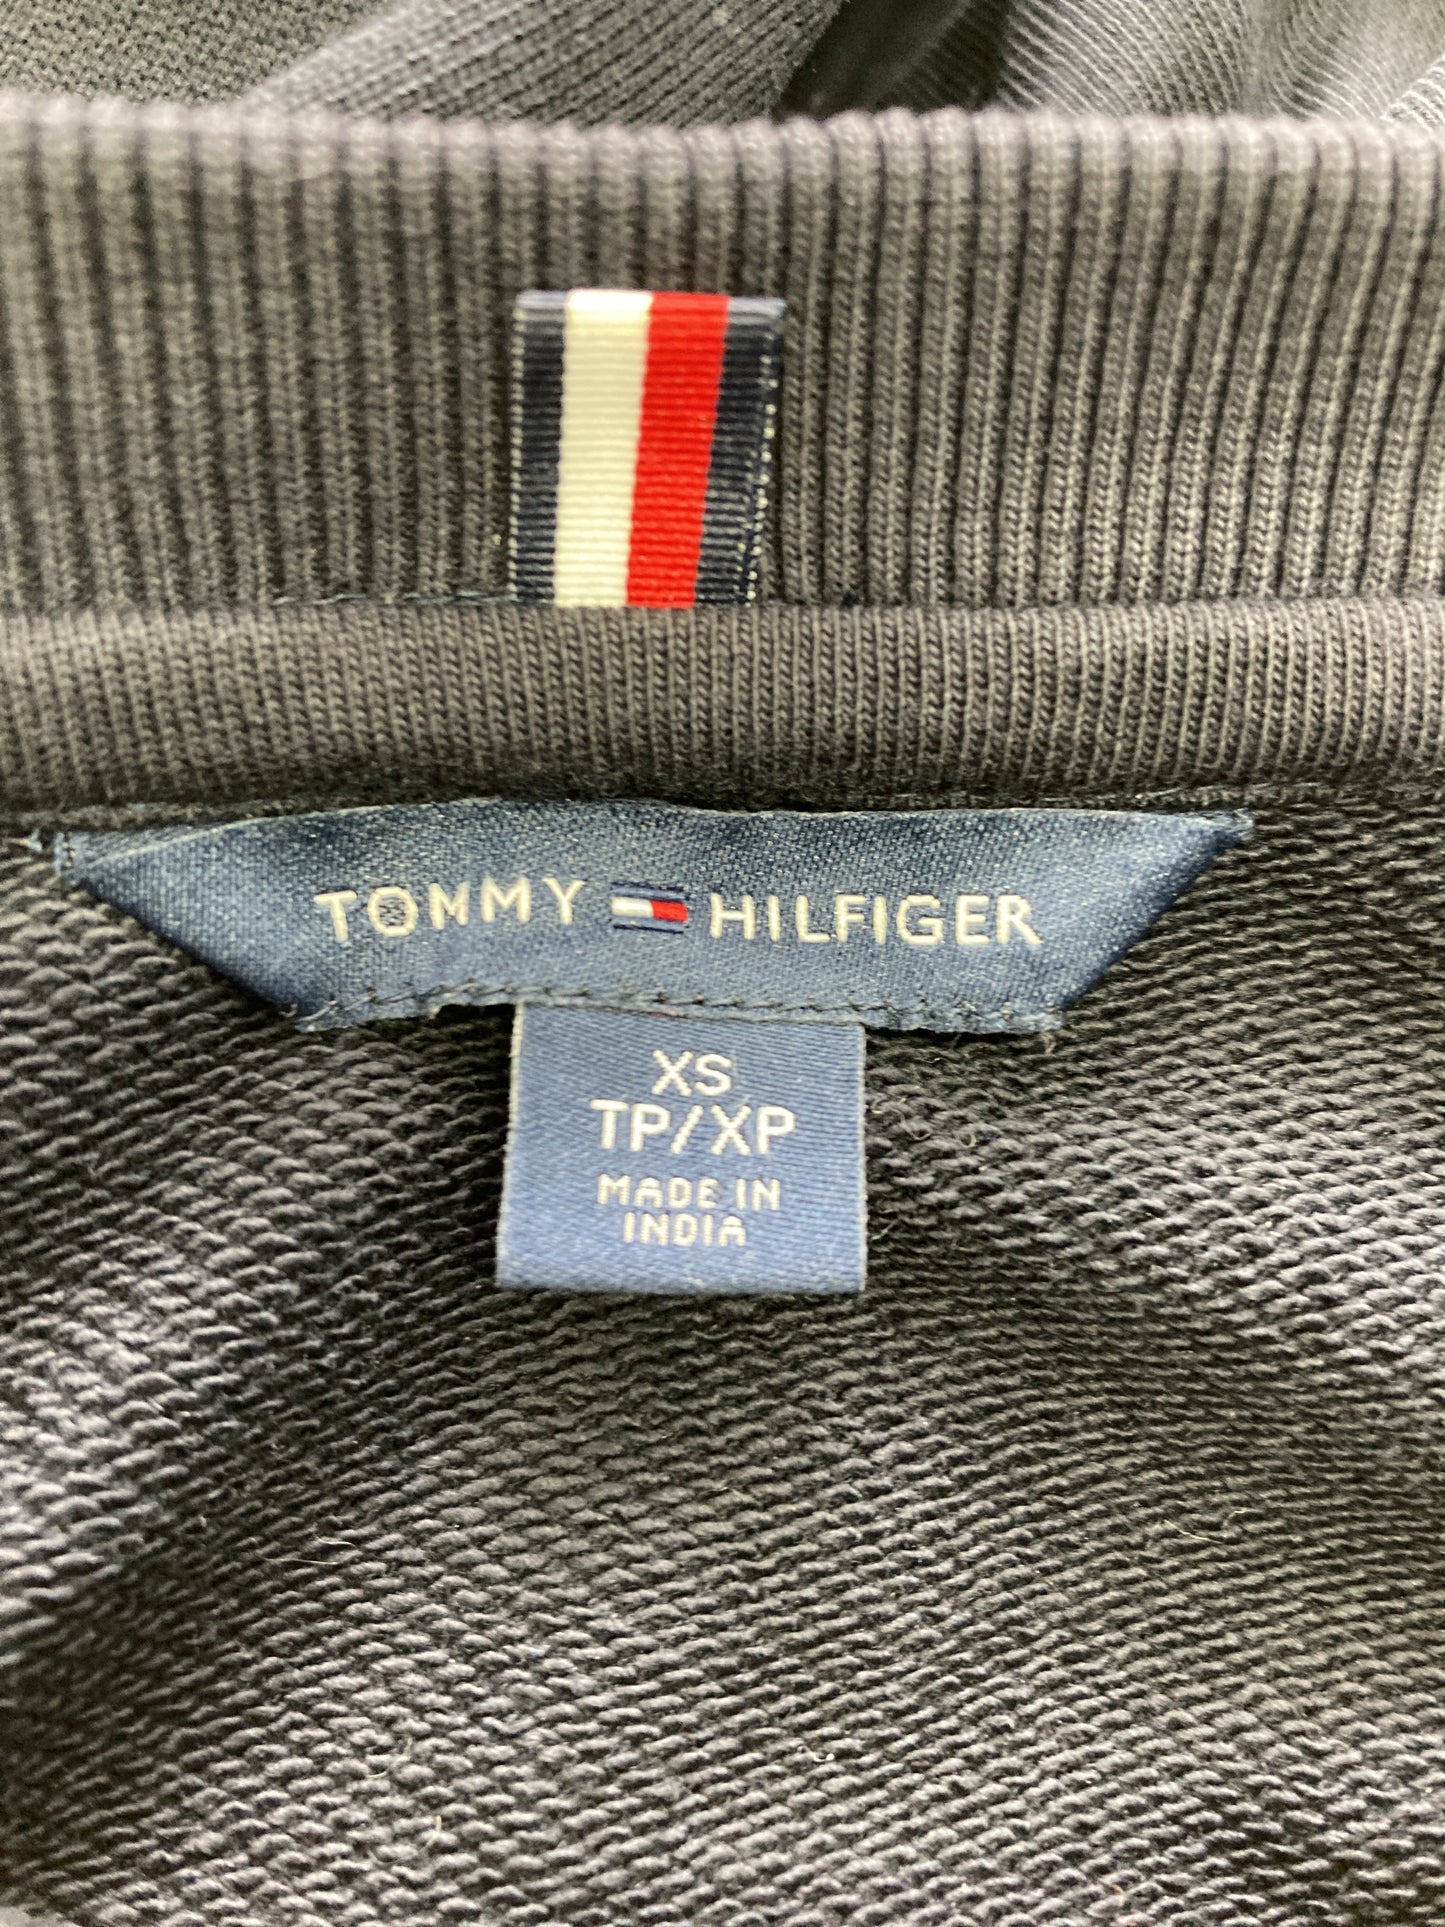 TOMMY HILFIGER
XS
TP/XP
MADE IN
INDIA